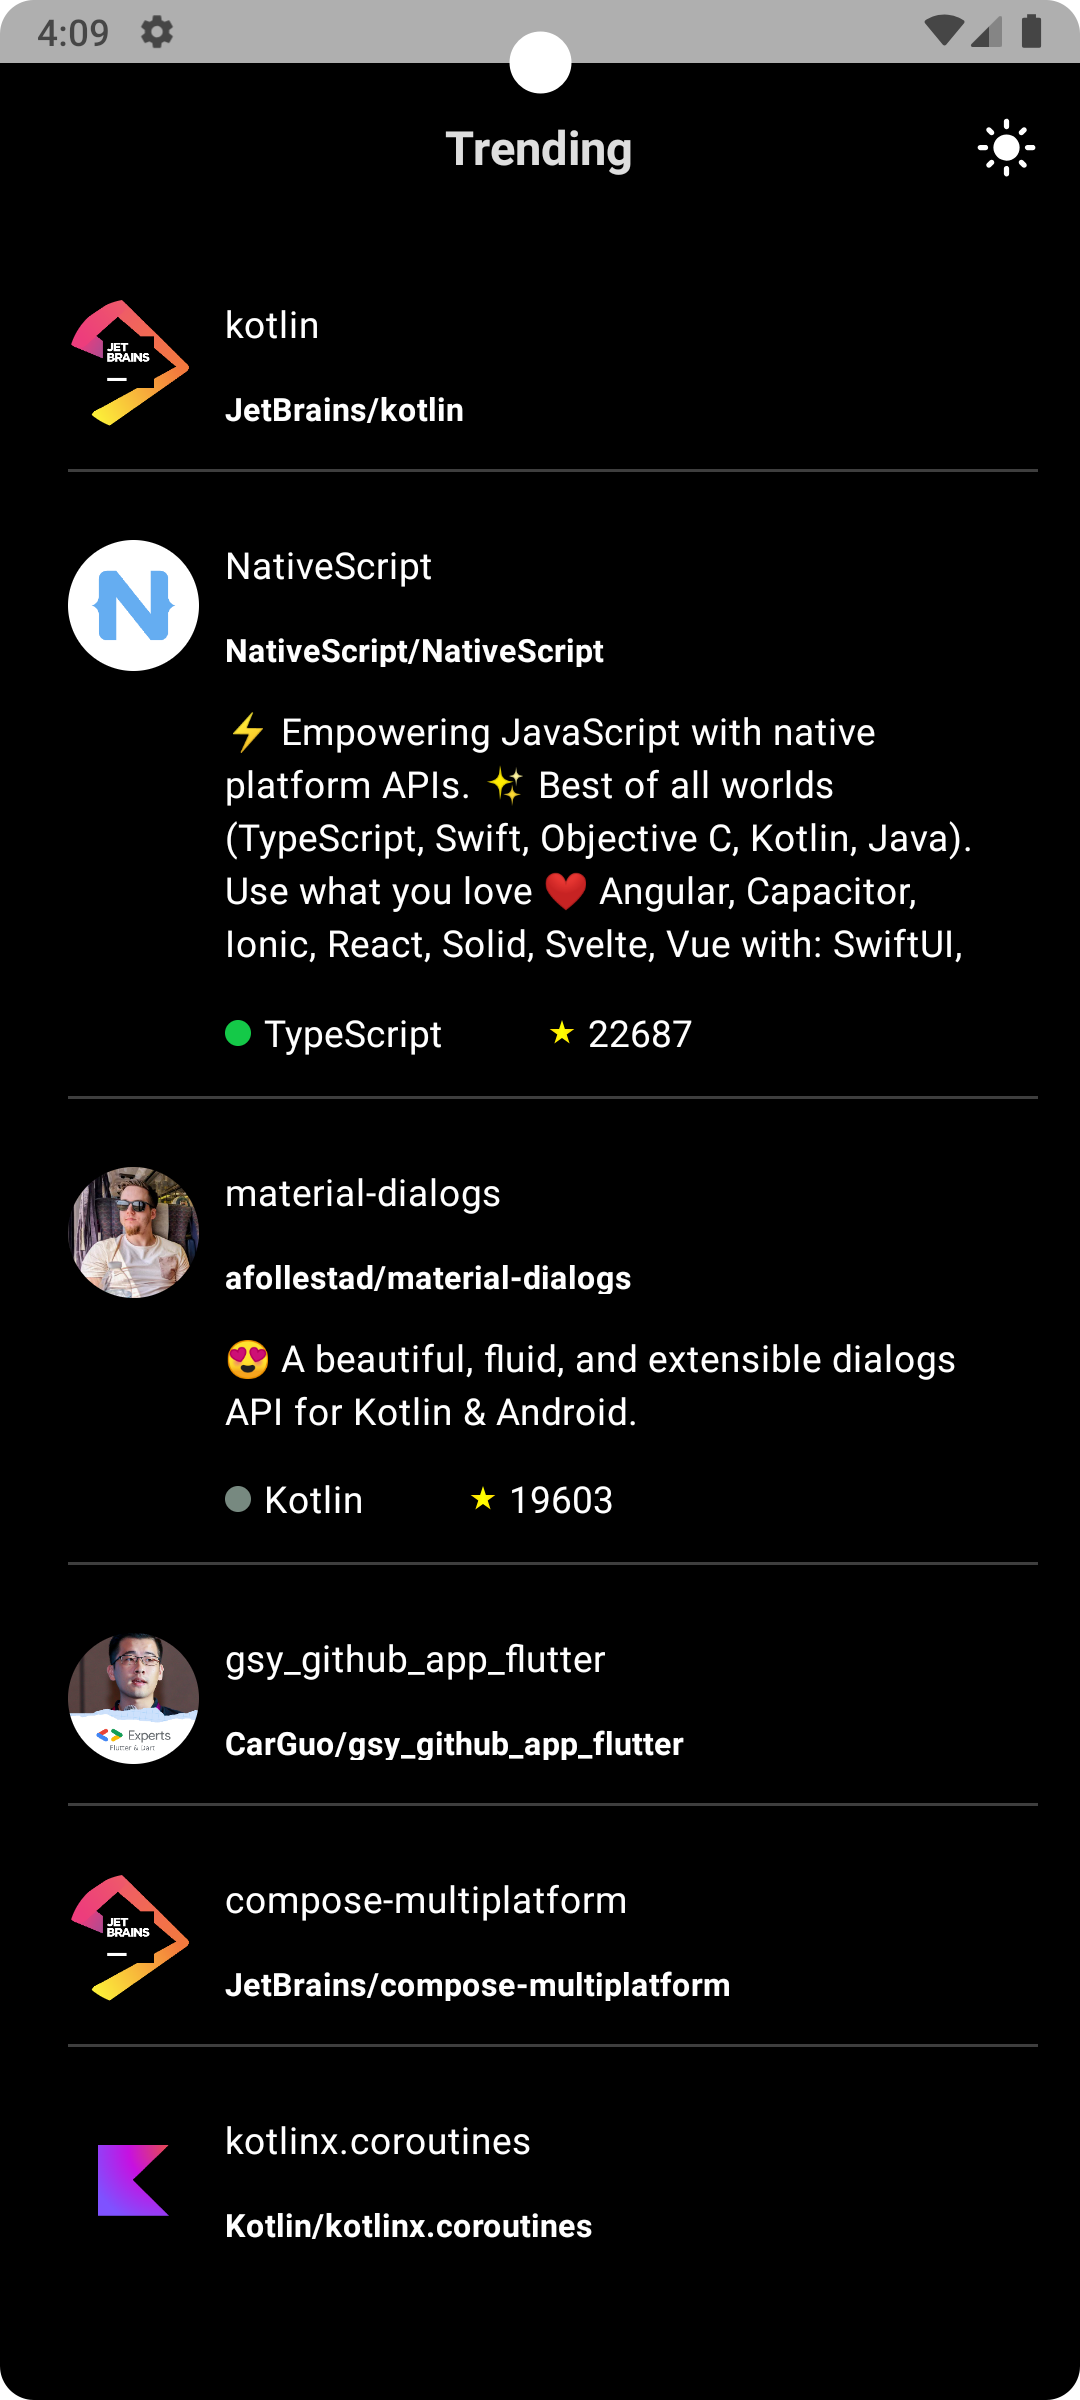 4:09
Trending
JET
BRAINS
kotlin
JetBrains/kotlin
NativeScript
NativeScript/NativeScript
⚡ Empowering JavaScript with native
platform APIs. ✨ Best of all worlds
(TypeScript, Swift, Objective C, Kotlin, Java).
Use what you love ❤️ Angular, Capacitor,
Ionic, React, Solid, Svelte, Vue with: SwiftUI,
TypeScript ★ 22687
material-dialogs
afollestad/material-dialogs
😍 A beautiful, fluid, and extensible dialogs
API for Kotlin & Android.
Kotlin ★ 19603
gsy_github_app_flutter
Experts
Flutter & Dart
CarGuo/gsy_github_app_flutter
JET
BRAINS
compose-multiplatform
JetBrains/compose-multiplatform
kotlinx.coroutines
Kotlin/kotlinx.coroutines